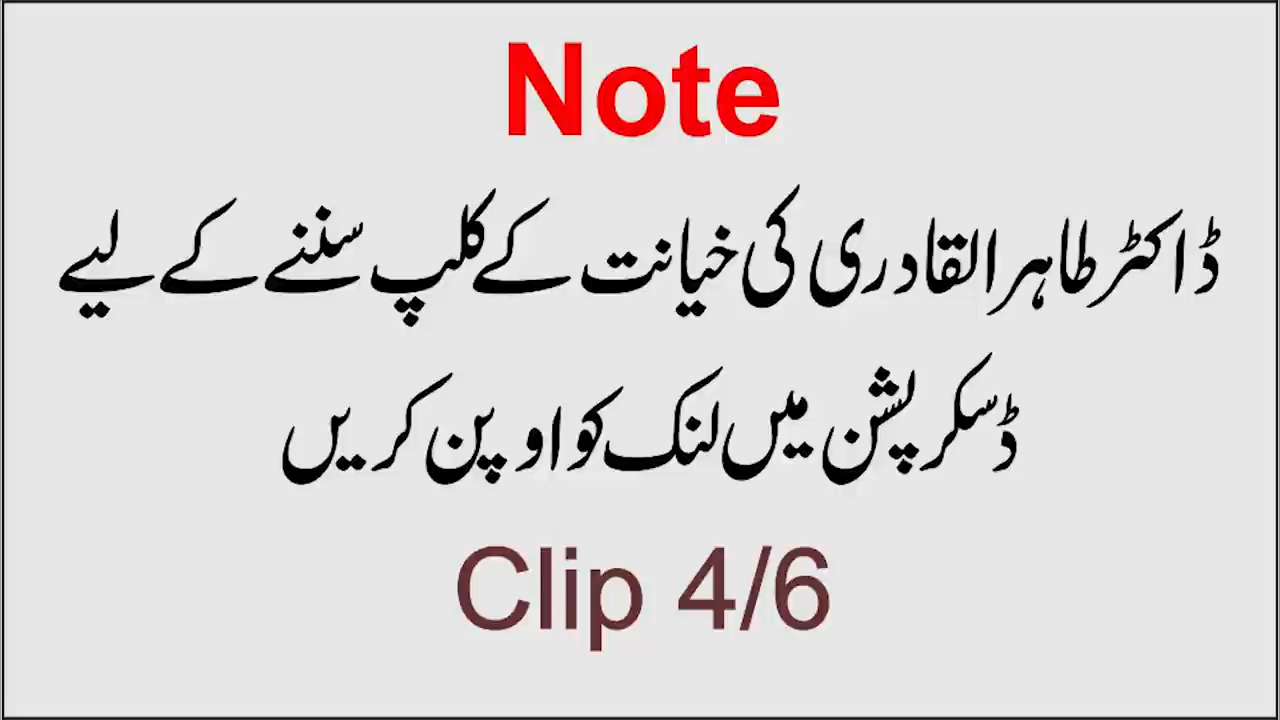 Note
ڈاکٹر طاہر القادری کی خیانت کے کلپ سننے کے لیے
ڈسکرپشن میں لنک کو اوپن کریں
Clip 4/6